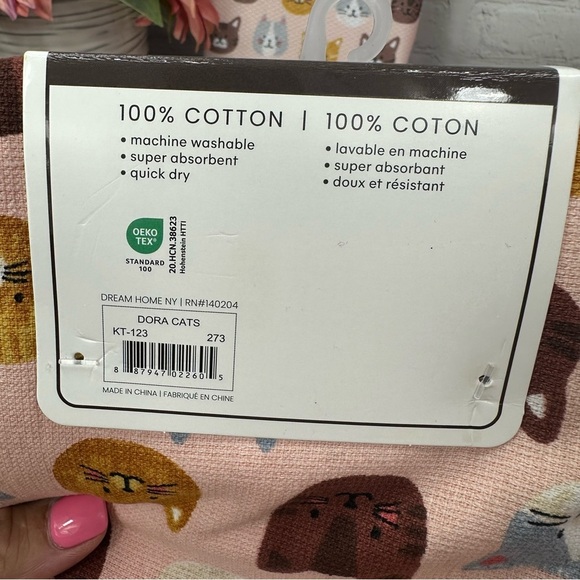 100% COTTON | 100% COTON
• machine washable
• super absorbent
• quick dry
• lavable en machine
• super absorbant
• doux et résistant
OEKO
TEX®
STANDARD
100
20.HCN.38623
Hohenstein HTTI
DREAM HOME NY | RN#140204
DORA CATS
KT-123 273
8 87947 02260 5
MADE IN CHINA | FABRIQUÉ EN CHINE